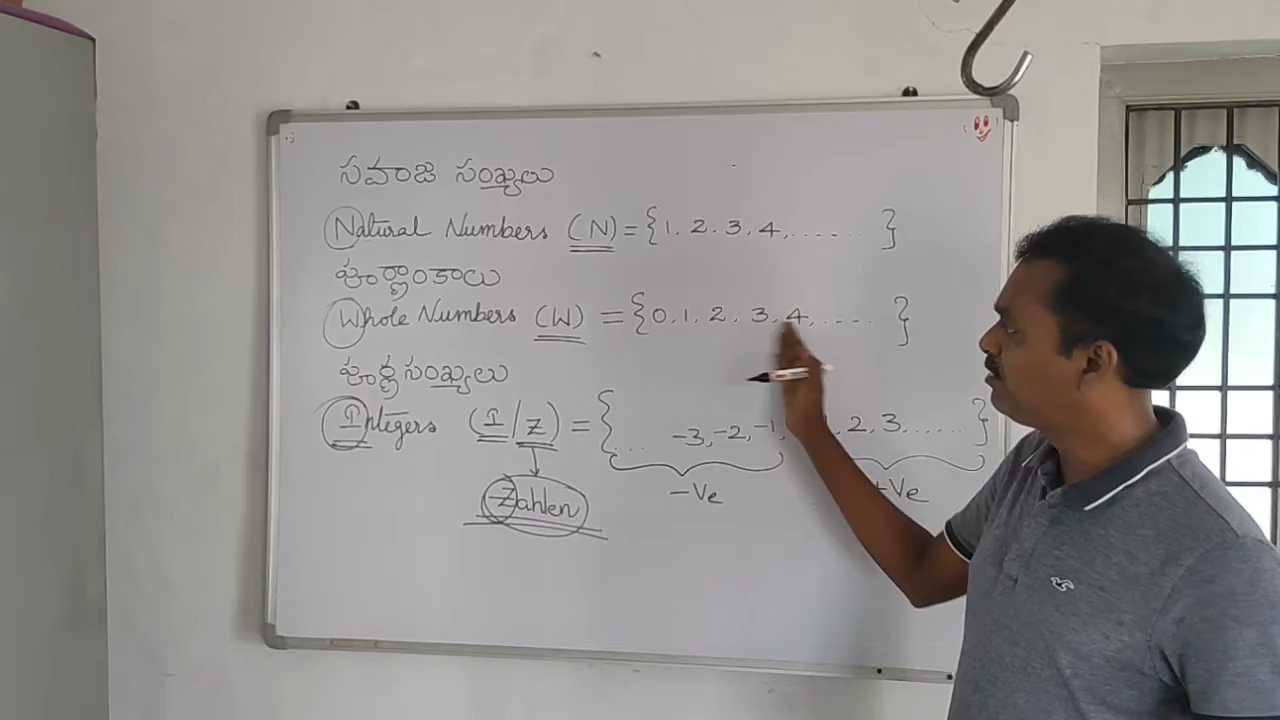 సవాజ సంఖ్యలు
Natural Numbers (N) = {1, 2, 3, 4, ...... }
పూర్ణాంకాలు
Whole Numbers (W) = {0, 1, 2, 3, 4, .... }
పూర్ణ సంఖ్యలు
Integers (I/Z) = { .. -3, -2, -1, 1, 2, 3, ..... }
-Ve +Ve
Zahlen